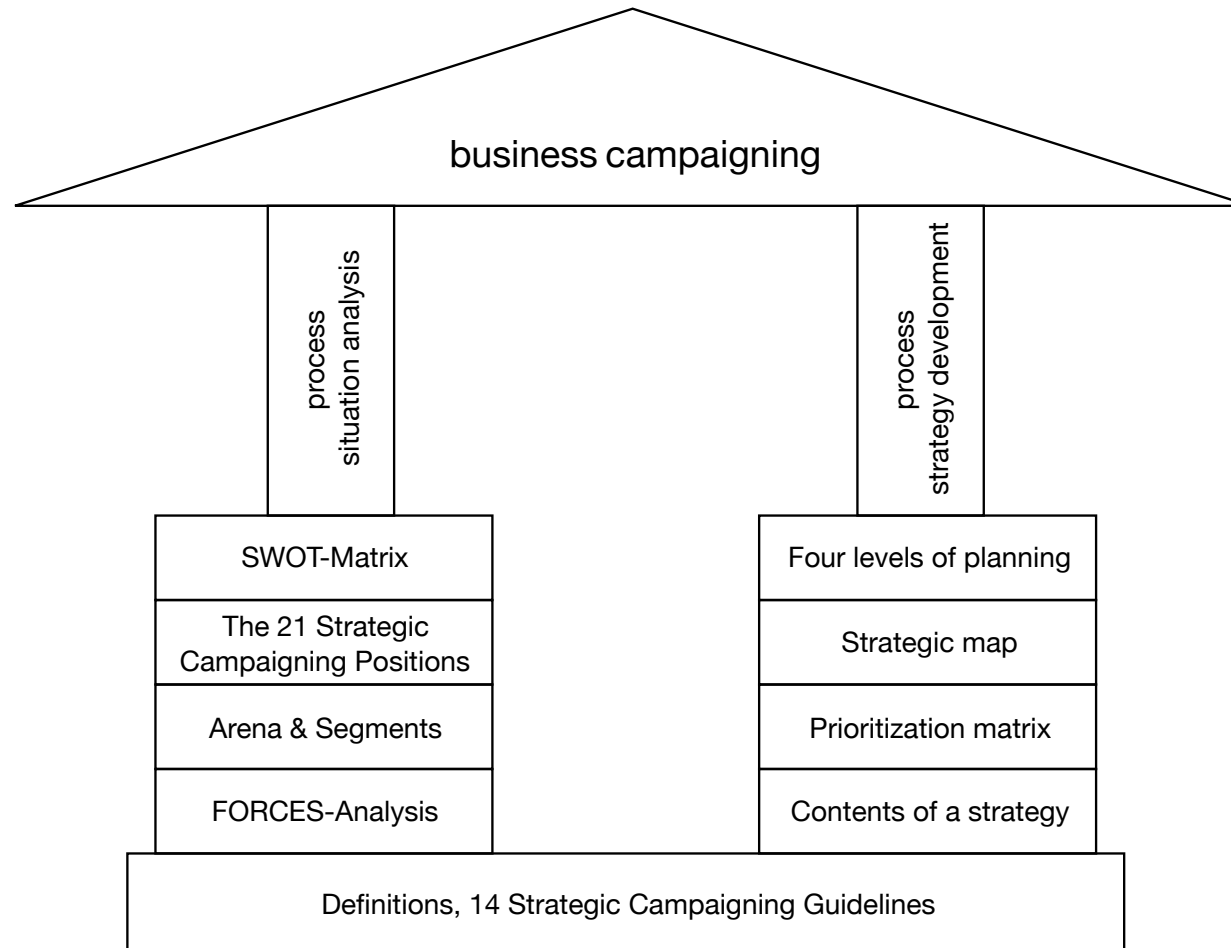 business campaigning
process
situation analysis
process
strategy development
SWOT-Matrix
The 21 Strategic
Campaigning Positions
Arena & Segments
FORCES-Analysis
Four levels of planning
Strategic map
Prioritization matrix
Contents of a strategy
Definitions, 14 Strategic Campaigning Guidelines